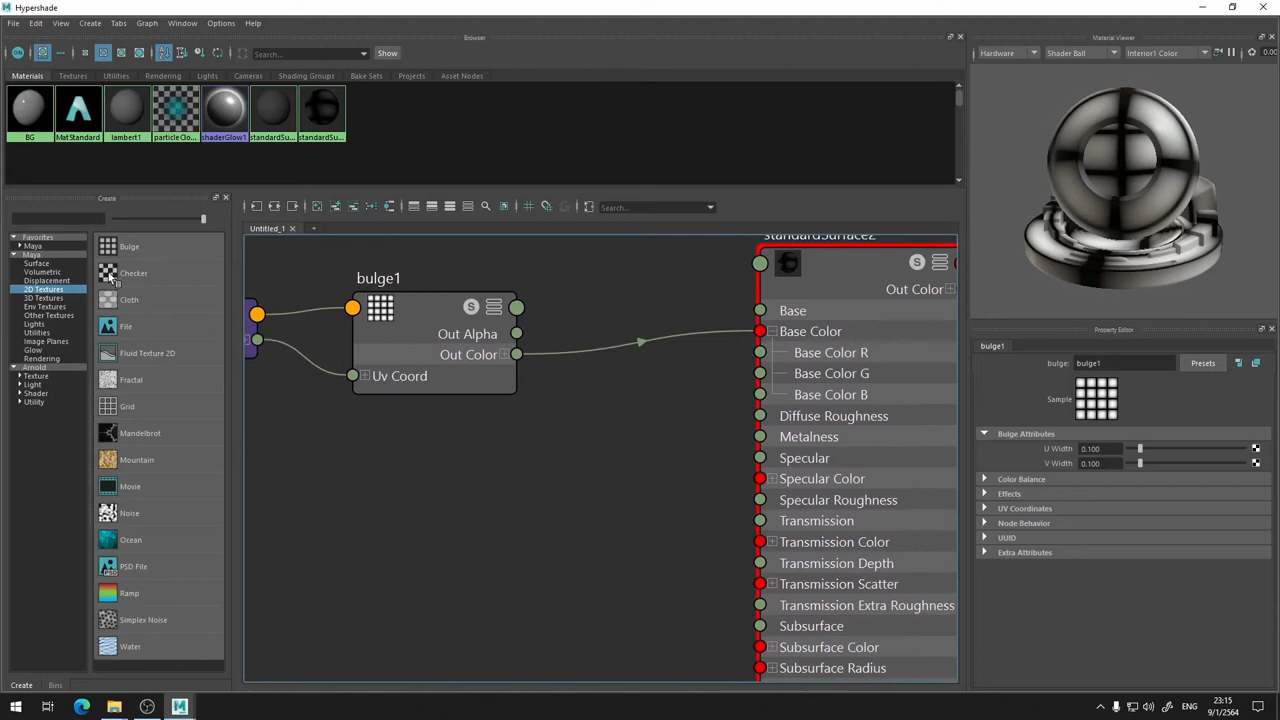 Hypershade
File Edit View Create Tabs Graph Window Options Help
Browser
Material Viewer
ON Search... Show
Hardware Shader Ball Interior1 Color 0.00
Materials Textures Utilities Rendering Lights Cameras Shading Groups Bake Sets Projects Asset Nodes
BG MatStandard lambert1 particleClo... shaderGlow1 standardSu... standardSu...
Create
Search...
Untitled_1
Favorites
Maya
Maya
Surface
Volumetric
Displacement
2D Textures
3D Textures
Env Textures
Other Textures
Lights
Utilities
Image Planes
Glow
Rendering
Arnold
Texture
Light
Shader
Utility
Bulge
Checker
Cloth
File
Fluid Texture 2D
Fractal
Grid
Mandelbrot
Mountain
Movie
Noise
Ocean
PSD File
Ramp
Simplex Noise
Water
Create Bins
bulge1
Out Alpha
Out Color
Uv Coord
standardSurface2
Out Color
Base
Base Color
Base Color R
Base Color G
Base Color B
Diffuse Roughness
Metalness
Specular
Specular Color
Specular Roughness
Transmission
Transmission Color
Transmission Depth
Transmission Scatter
Transmission Extra Roughness
Subsurface
Subsurface Color
Subsurface Radius
Property Editor
bulge1
bulge: bulge1 Presets
Sample
Bulge Attributes
U Width 0.100
V Width 0.100
Color Balance
Effects
UV Coordinates
Node Behavior
UUID
Extra Attributes
ENG
23:15
9/1/2564